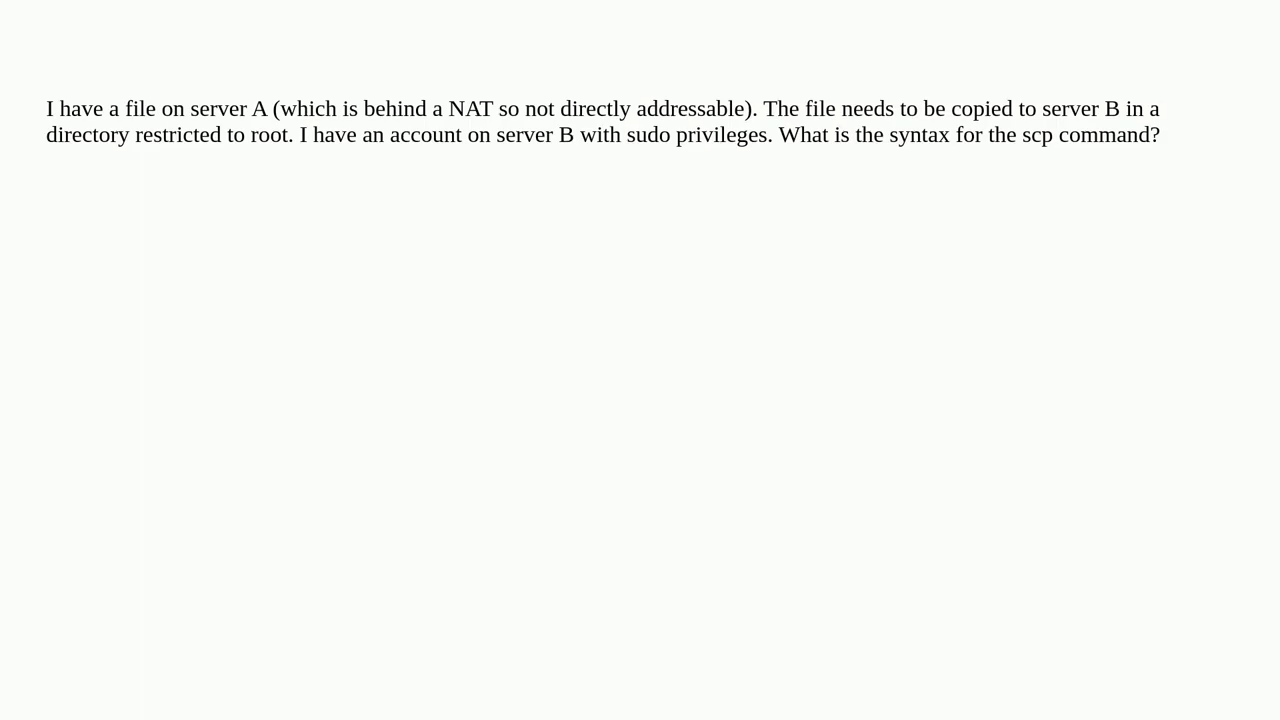 I have a file on server A (which is behind a NAT so not directly addressable). The file needs to be copied to server B in a
directory restricted to root. I have an account on server B with sudo privileges. What is the syntax for the scp command?